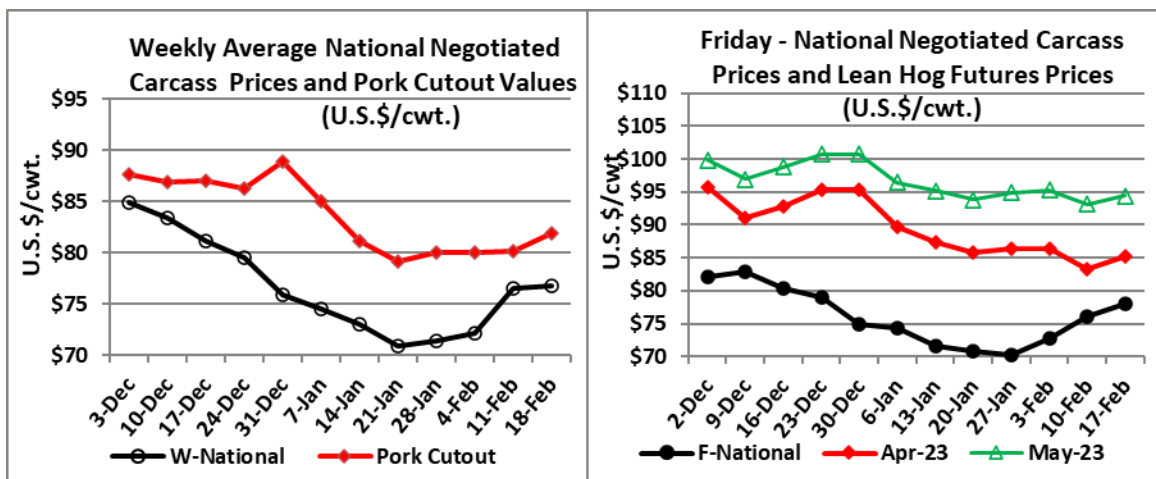 Weekly Average National Negotiated
Carcass Prices and Pork Cutout Values
(U.S.$/cwt.)
U.S. $/cwt.
$95
$90
$85
$80
$75
$70
3-Dec
10-Dec
17-Dec
24-Dec
31-Dec
7-Jan
14-Jan
21-Jan
28-Jan
4-Feb
11-Feb
18-Feb
W-National
Pork Cutout
Friday - National Negotiated Carcass
Prices and Lean Hog Futures Prices
(U.S.$/cwt.)
U.S. $/cwt.
$110
$105
$100
$95
$90
$85
$80
$75
$70
2-Dec
9-Dec
16-Dec
23-Dec
30-Dec
6-Jan
13-Jan
20-Jan
27-Jan
3-Feb
10-Feb
17-Feb
F-National
Apr-23
May-23